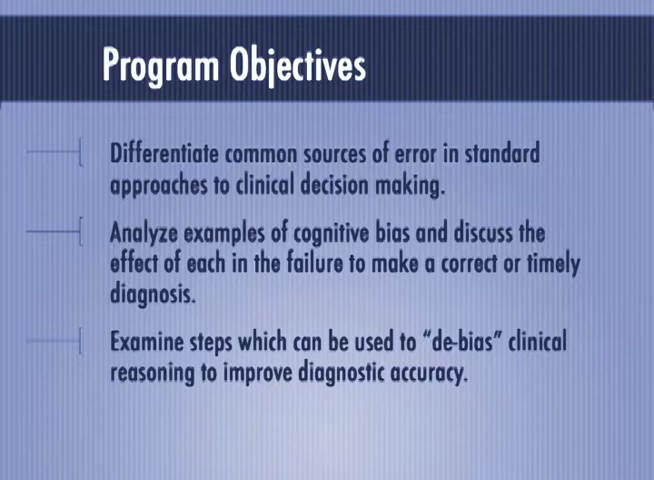 Program Objectives
Differentiate common sources of error in standard
approaches to clinical decision making.
Analyze examples of cognitive bias and discuss the
effect of each in the failure to make a correct or timely
diagnosis.
Examine steps which can be used to “de-bias” clinical
reasoning to improve diagnostic accuracy.